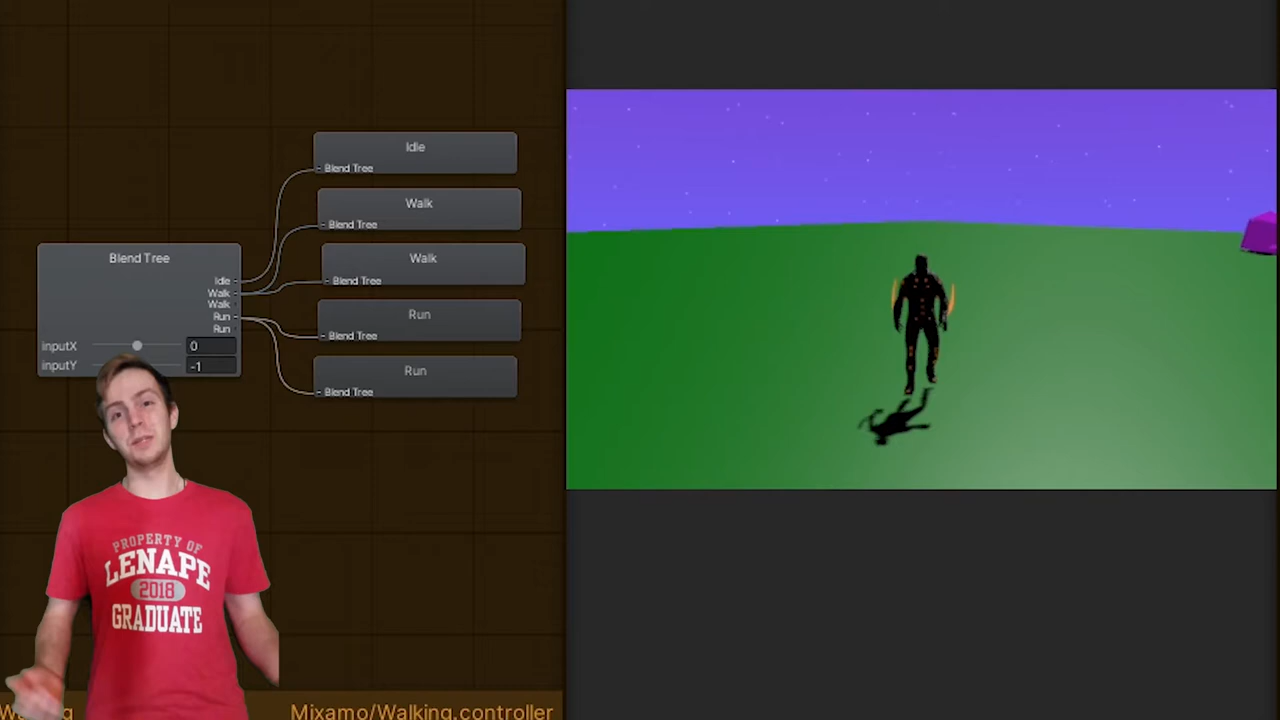 Idle
Blend Tree
Walk
Blend Tree
Walk
Blend Tree
Run
Blend Tree
Run
Blend Tree
Blend Tree
Idle
Walk
Walk
Run
Run
inputX 0
inputY -1
PROPERTY OF
LENAPE
2018
GRADUATE
Mixamo/Walking.controller